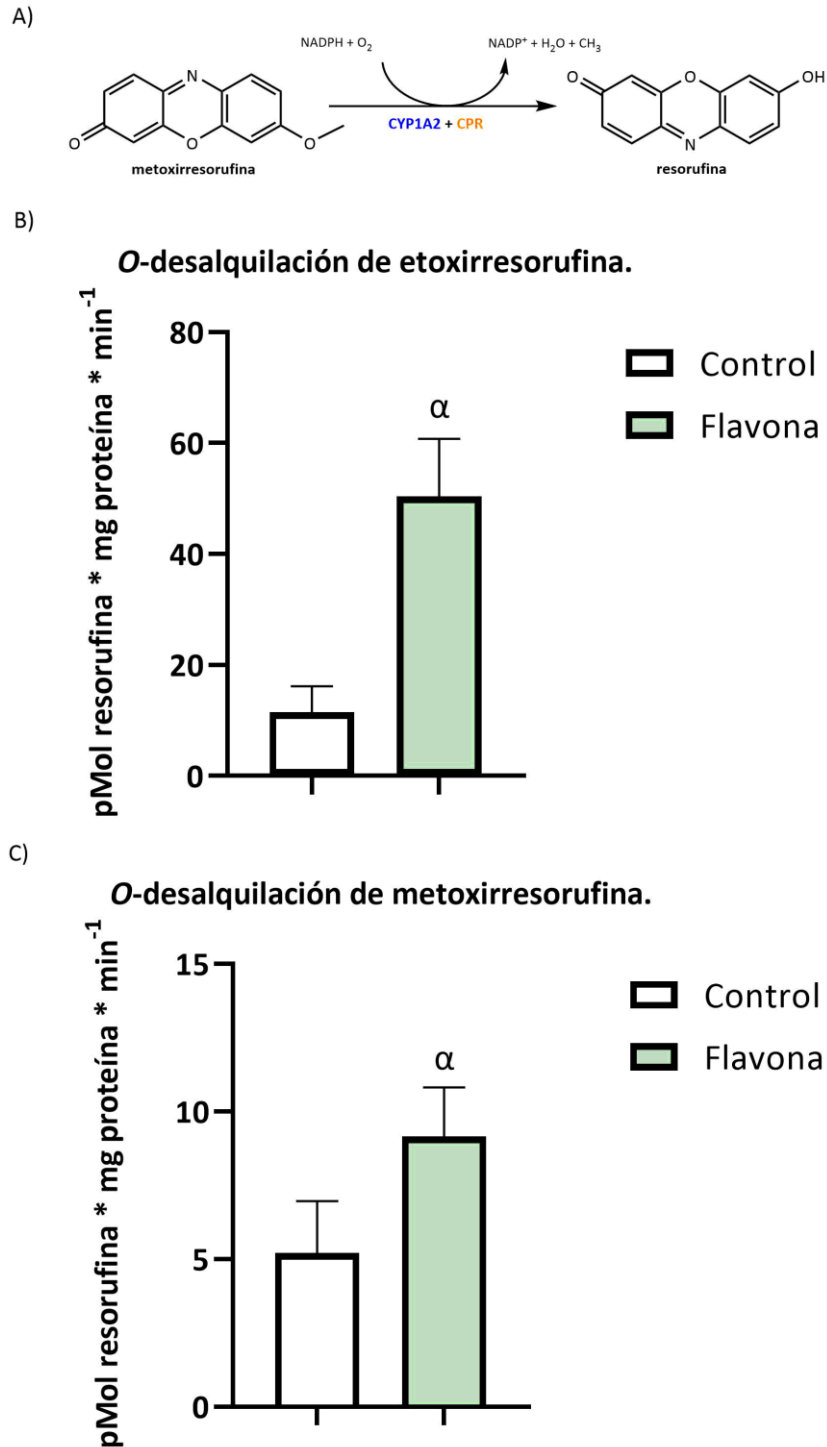 A)
NADPH + O₂
NADP⁺ + H₂O + CH₃
N
O
O
O
CYP1A2 + CPR
O
O
OH
N
metoxirresorufina
resorufina
B)
O-desalquilación de etoxirresorufina.
pMol resorufina * mg proteína * min⁻¹
80
60
40
20
0
α
Control
Flavona
C)
O-desalquilación de metoxirresorufina.
pMol resorufina * mg proteína * min⁻¹
15
10
5
0
α
Control
Flavona